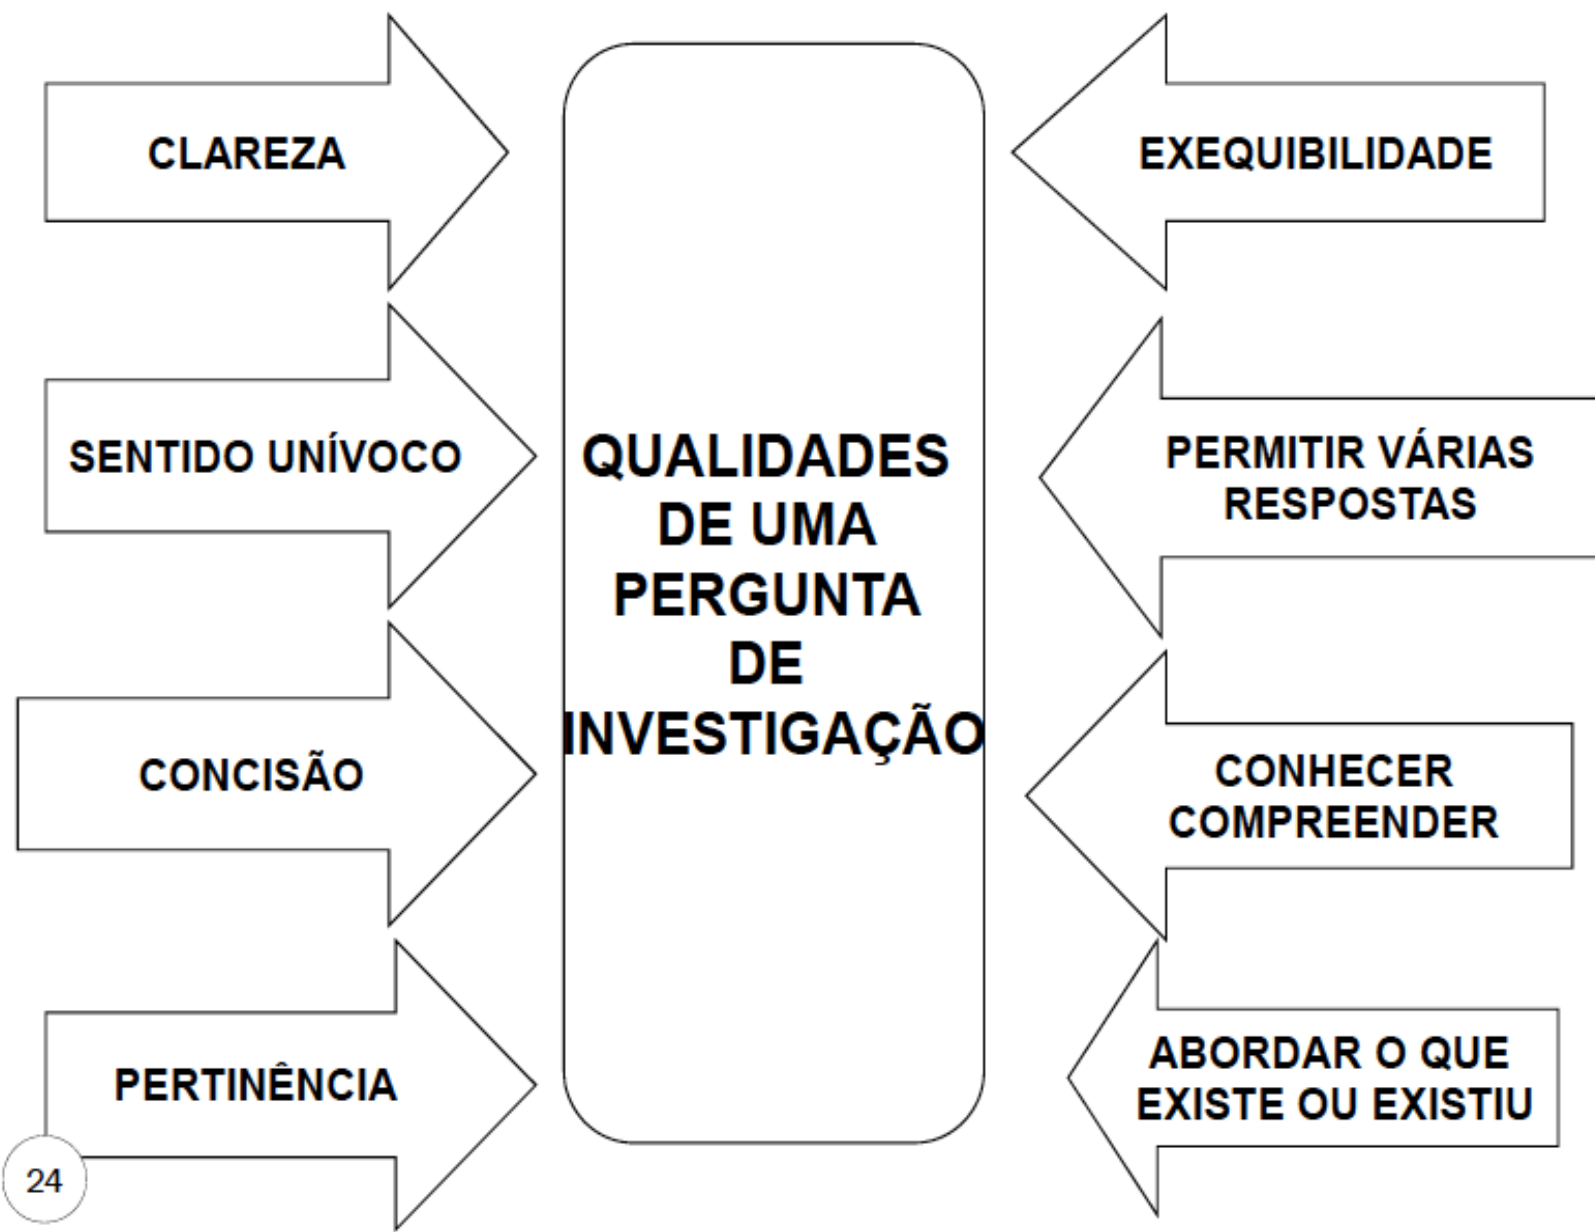 CLAREZA
SENTIDO UNÍVOCO
CONCISÃO
PERTINÊNCIA
QUALIDADES
DE UMA
PERGUNTA
DE
INVESTIGAÇÃO
EXEQUIBILIDADE
PERMITIR VÁRIAS
RESPOSTAS
CONHECER
COMPREENDER
ABORDAR O QUE
EXISTE OU EXISTIU
24